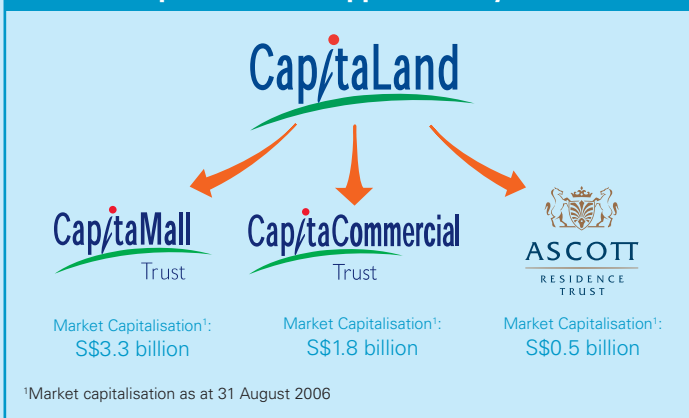 CapitaLand
CapitaMall
Trust
CapitaCommercial
Trust
ASCOTT
RESIDENCE
TRUST
Market Capitalisation¹:
S$3.3 billion
Market Capitalisation¹:
S$1.8 billion
Market Capitalisation¹:
S$0.5 billion
¹Market capitalisation as at 31 August 2006